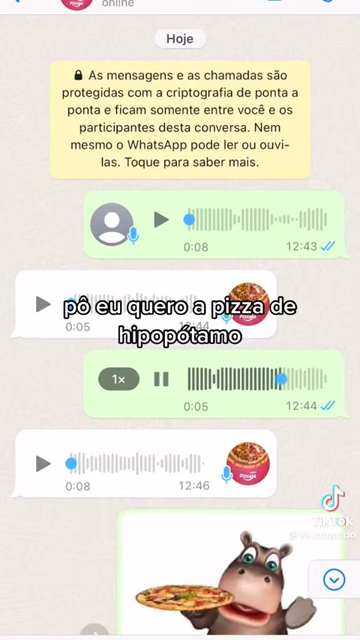 online
Hoje
As mensagens e as chamadas são
protegidas com a criptografia de ponta a
ponta e ficam somente entre você e os
participantes desta conversa. Nem
mesmo o WhatsApp pode ler ou ouvi-
las. Toque para saber mais.
0:08 12:43
pô eu quero a pizza de
hipopótamo
0:05 12:44
1×
0:05 12:44
0:08 12:46
TikTok